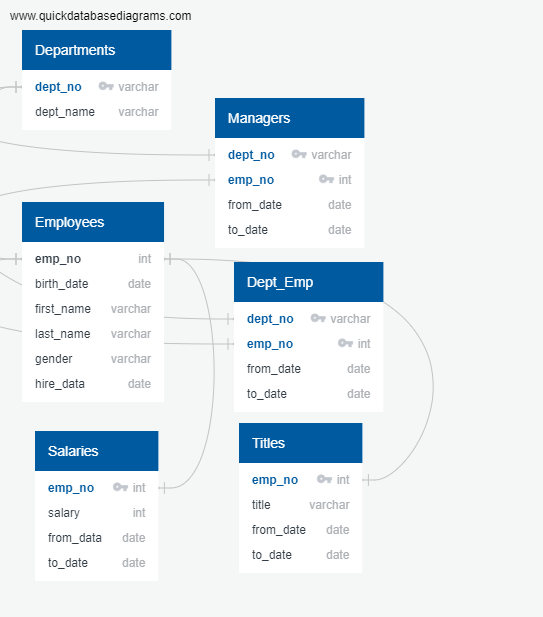 www.quickdatabasediagrams.com
Departments
dept_no varchar
dept_name varchar
Managers
dept_no varchar
emp_no int
from_date date
to_date date
Employees
emp_no int
birth_date date
first_name varchar
last_name varchar
gender varchar
hire_data date
Dept_Emp
dept_no varchar
emp_no int
from_date date
to_date date
Salaries
emp_no int
salary int
from_data date
to_date date
Titles
emp_no int
title varchar
from_date date
to_date date